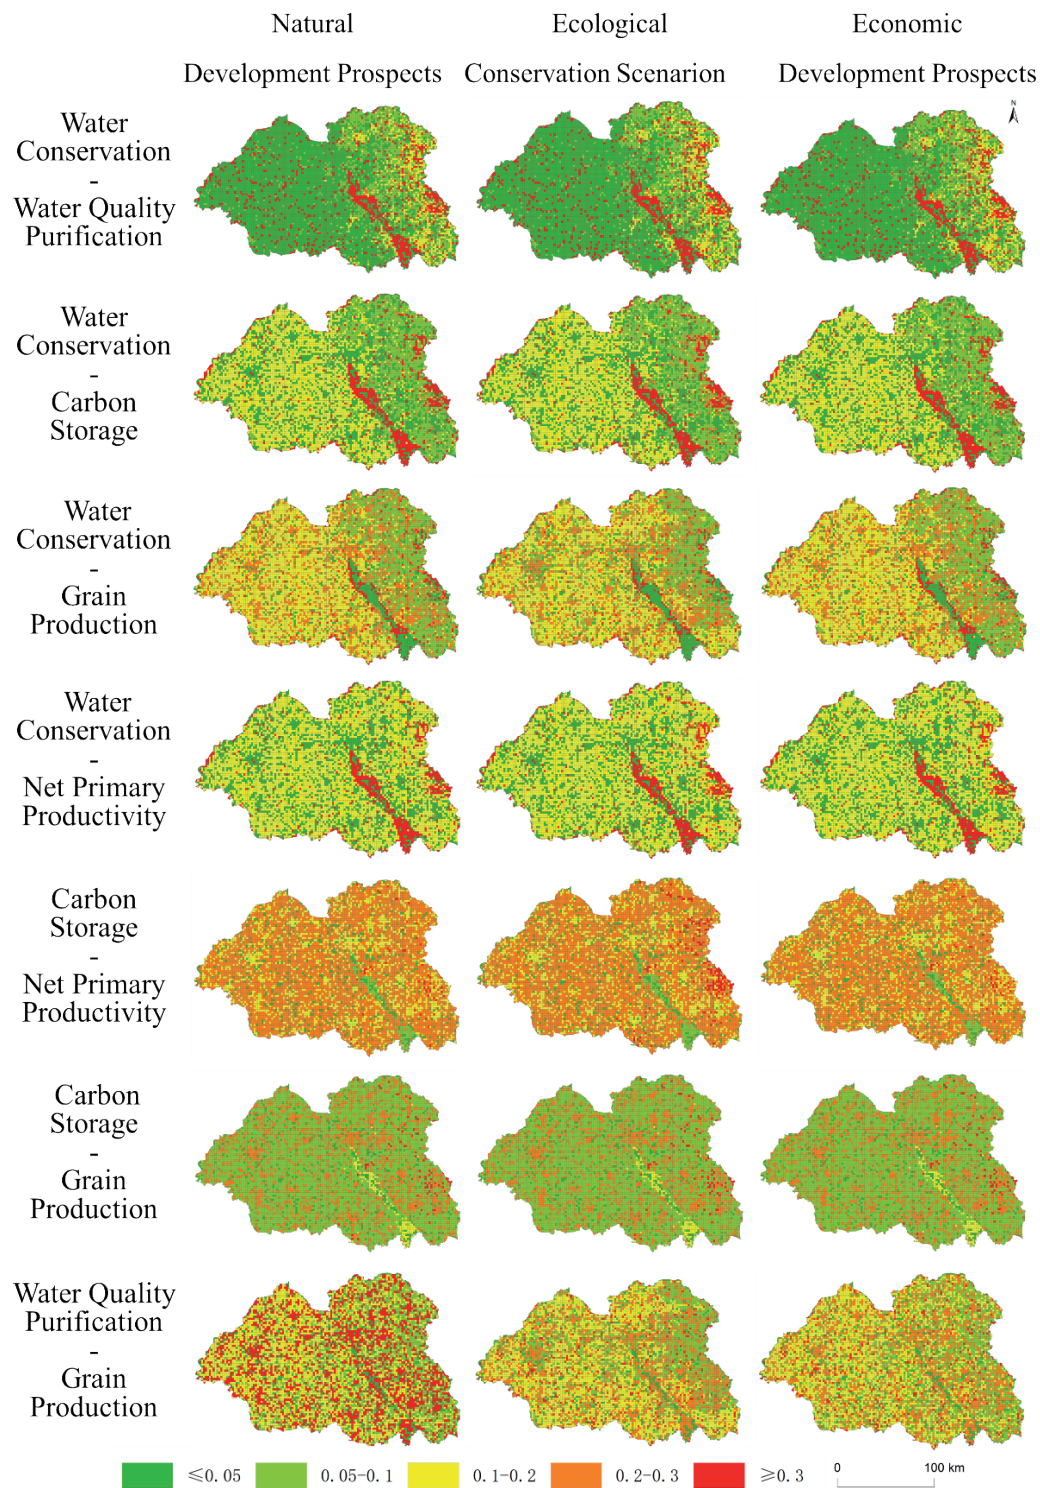 Natural
Ecological
Economic
Development Prospects
Conservation Scenarion
Development Prospects
N
Water
Conservation
-
Water Quality
Purification
Water
Conservation
-
Carbon
Storage
Water
Conservation
-
Grain
Production
Water
Conservation
-
Net Primary
Productivity
Carbon
Storage
-
Net Primary
Productivity
Carbon
Storage
-
Grain
Production
Water Quality
Purification
-
Grain
Production
≤0.05
0.05-0.1
0.1-0.2
0.2-0.3
≥0.3
0
100 km